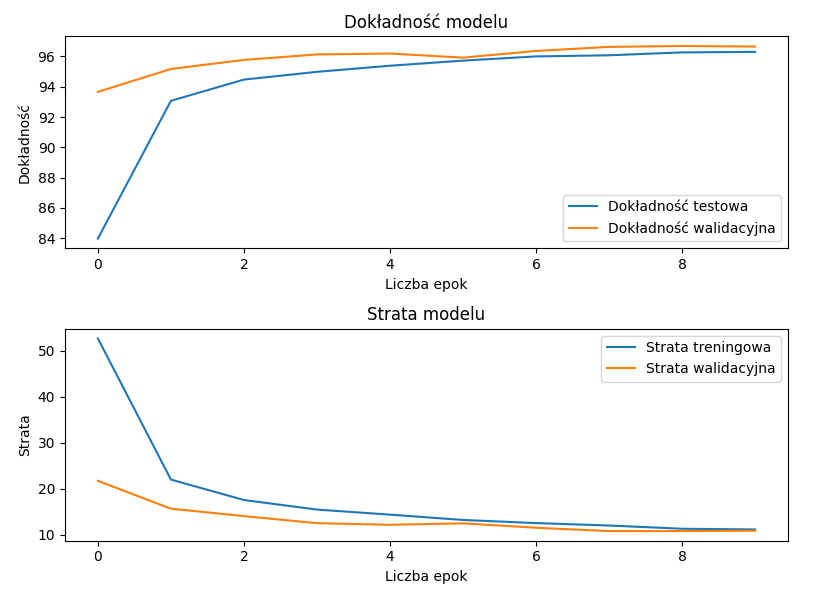 Dokładność modelu
Dokładność
96
94
92
90
88
86
84
Dokładność testowa
Dokładność walidacyjna
0 2 4 6 8
Liczba epok
Strata modelu
Strata
50
40
30
20
10
Strata treningowa
Strata walidacyjna
0 2 4 6 8
Liczba epok